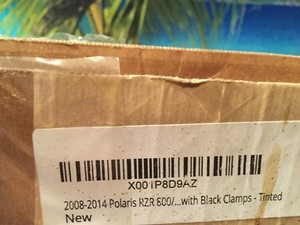 X001P8D9AZ
2008-2014 Polaris RZR 800/...with Black Clamps - Tinted
New